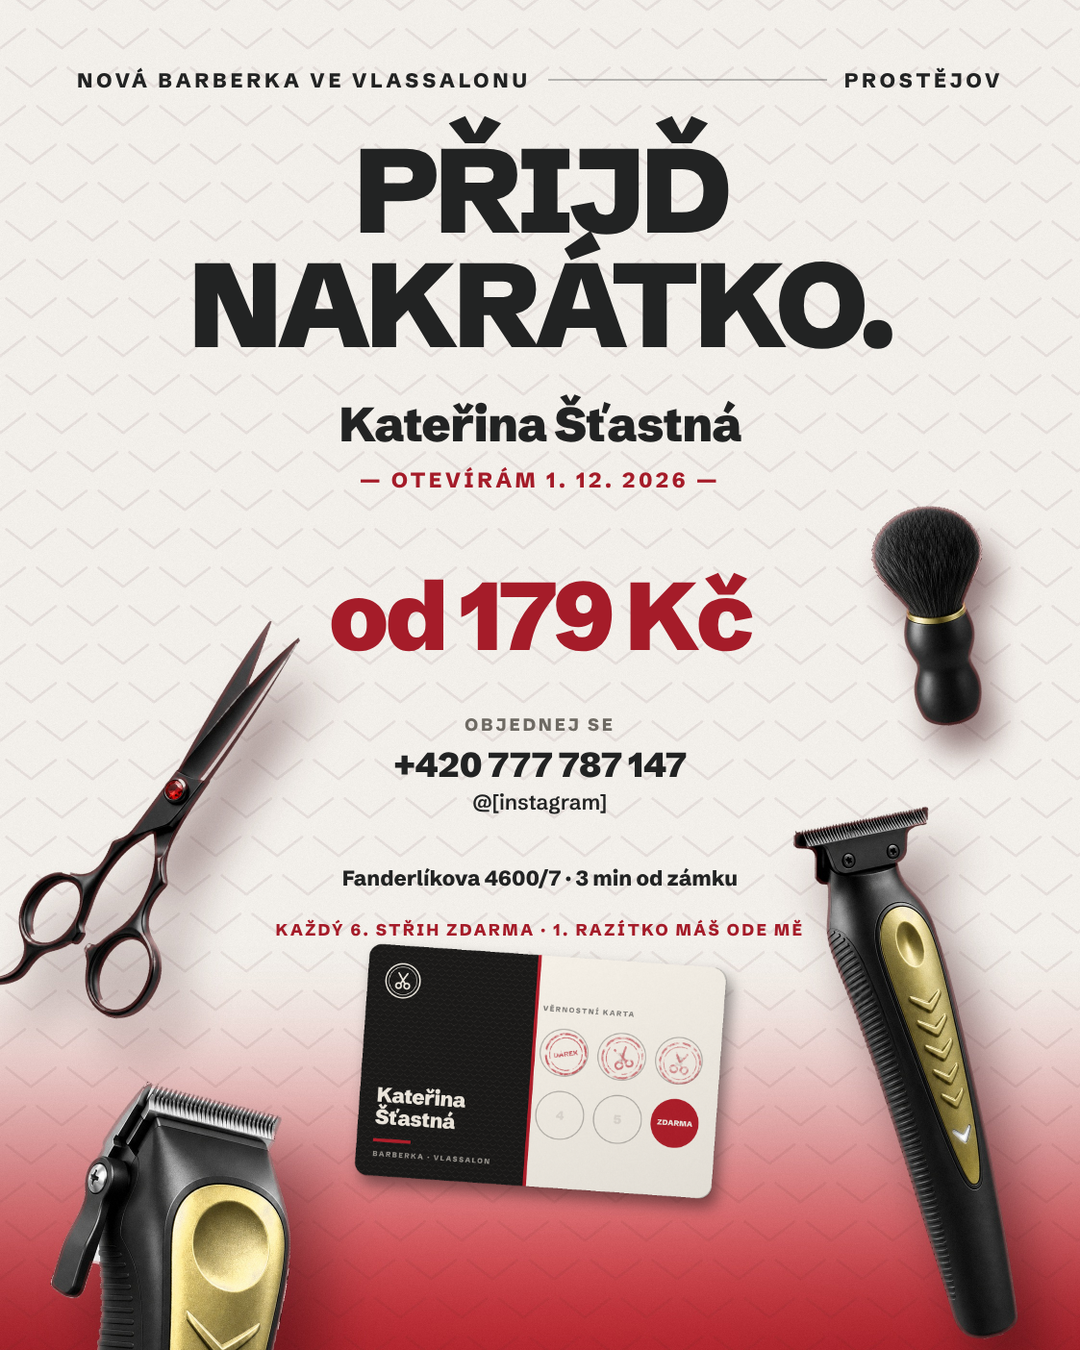 NOVÁ BARBERKA VE VLASSALONU
PROSTĚJOV
PŘIJĎ
NAKRÁTKO.
Kateřina Šťastná
— OTEVÍRÁM 1. 12. 2026 —
od 179 Kč
OBJEDNEJ SE
+420 777 787 147
@[instagram]
Fanderlíkova 4600/7 · 3 min od zámku
KAŽDÝ 6. STŘIH ZDARMA · 1. RAZÍTKO MÁŠ ODE MĚ
VĚRNOSTNÍ KARTA
DÁREK
4
5
ZDARMA
Kateřina
Šťastná
BARBERKA · VLASSALON